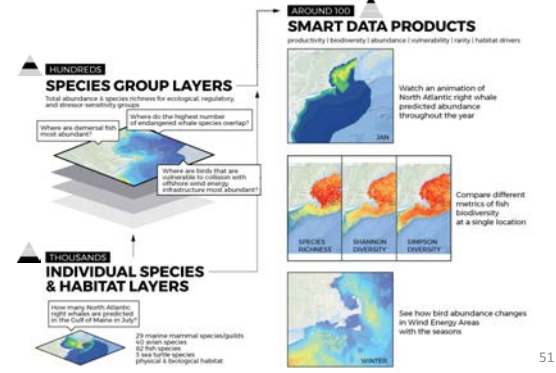 HUNDREDS
SPECIES GROUP LAYERS
Total abundance & species richness for ecological, regulatory,
and stressor-sensitivity groups
Where are demersal fish
most abundant?
Where do the highest number
of endangered whale species overlap?
Where are birds that are
vulnerable to collision with
offshore wind energy
infrastructure most abundant?
THOUSANDS
INDIVIDUAL SPECIES
& HABITAT LAYERS
How many North Atlantic
right whales are predicted
in the Gulf of Maine in July?
29 marine mammal species/guilds
40 avian species
82 fish species
3 sea turtle species
physical & biological habitat
AROUND 100
SMART DATA PRODUCTS
productivity | biodiversity | abundance | vulnerability | rarity | habitat drivers
JAN
Watch an animation of
North Atlantic right whale
predicted abundance
throughout the year
SPECIES
RICHNESS
SHANNON
DIVERSITY
SIMPSON
DIVERSITY
Compare different
metrics of fish
biodiversity
at a single location
WINTER
See how bird abundance changes
in Wind Energy Areas
with the seasons
51